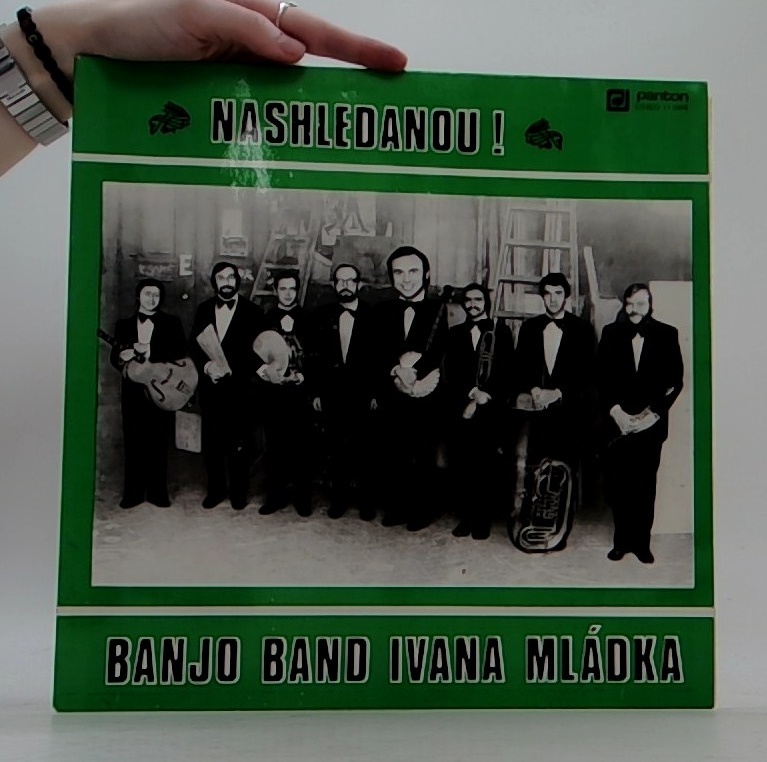 panton
NASHLEDANOU!
E
BANJO BAND IVANA MLÁDKA